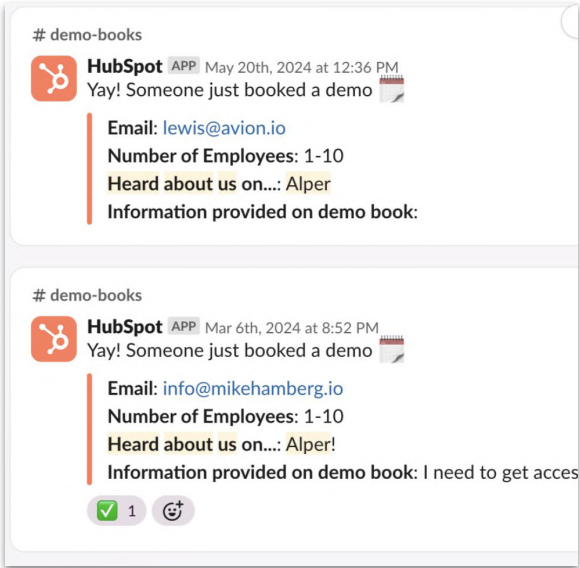 # demo-books
HubSpot APP May 20th, 2024 at 12:36 PM
Yay! Someone just booked a demo
Email: lewis@avion.io
Number of Employees: 1-10
Heard about us on...: Alper
Information provided on demo book:
# demo-books
HubSpot APP Mar 6th, 2024 at 8:52 PM
Yay! Someone just booked a demo
Email: info@mikehamberg.io
Number of Employees: 1-10
Heard about us on...: Alper!
Information provided on demo book: I need to get acces
1